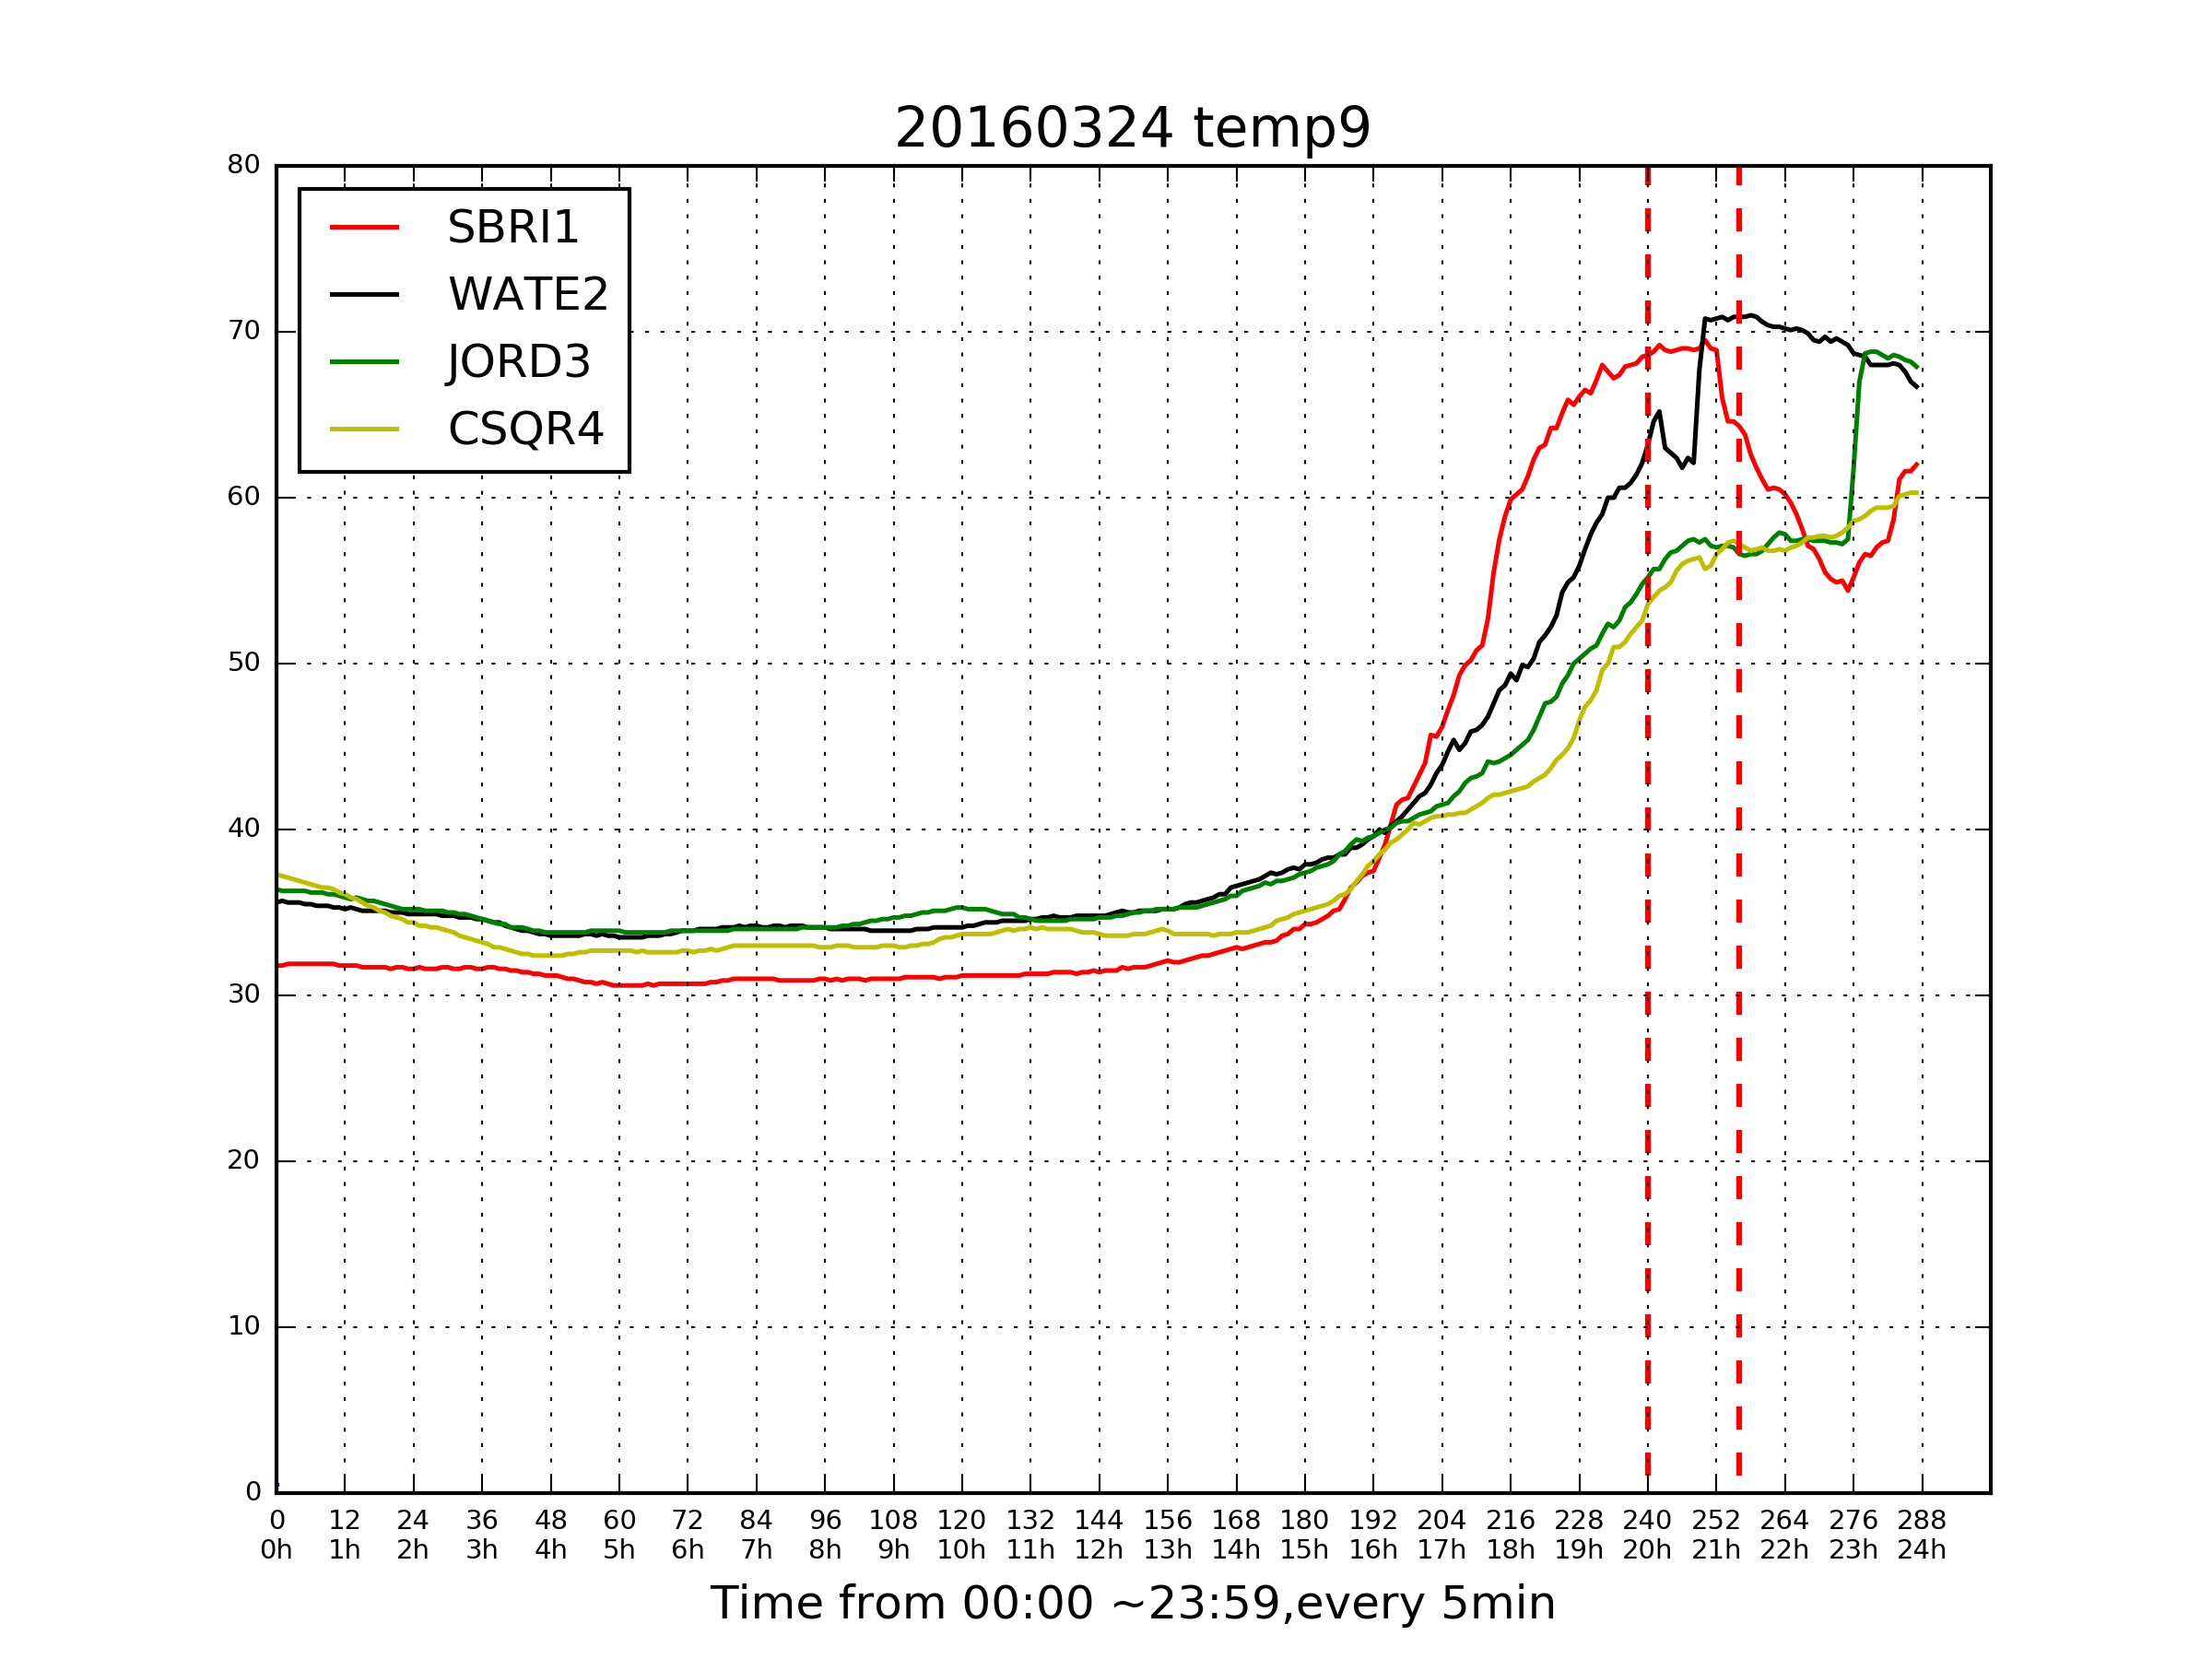 20160324 temp9
80
70
60
50
40
30
20
10
0
SBRI1
WATE2
JORD3
CSQR4
0 12 24 36 48 60 72 84 96 108 120 132 144 156 168 180 192 204 216 228 240 252 264 276 288
0h 1h 2h 3h 4h 5h 6h 7h 8h 9h 10h 11h 12h 13h 14h 15h 16h 17h 18h 19h 20h 21h 22h 23h 24h
Time from 00:00 ~23:59,every 5min